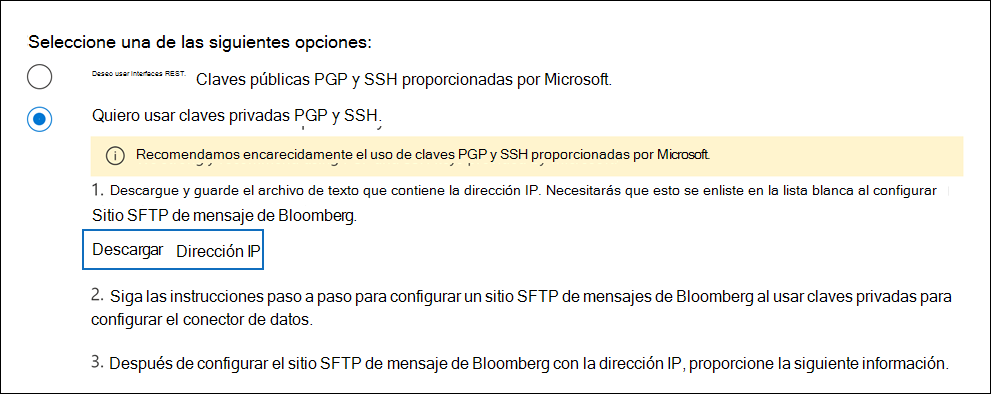 Seleccione una de las siguientes opciones:
Deseo usar interfaces REST. Claves públicas PGP y SSH proporcionadas por Microsoft.
Quiero usar claves privadas PGP y SSH.
Recomendamos encarecidamente el uso de claves PGP y SSH proporcionadas por Microsoft.
1. Descargue y guarde el archivo de texto que contiene la dirección IP. Necesitarás que esto se enliste en la lista blanca al configurar
Sitio SFTP de mensaje de Bloomberg.
Descargar Dirección IP
2. Siga las instrucciones paso a paso para configurar un sitio SFTP de mensajes de Bloomberg al usar claves privadas para
configurar el conector de datos.
3. Después de configurar el sitio SFTP de mensaje de Bloomberg con la dirección IP, proporcione la siguiente información.